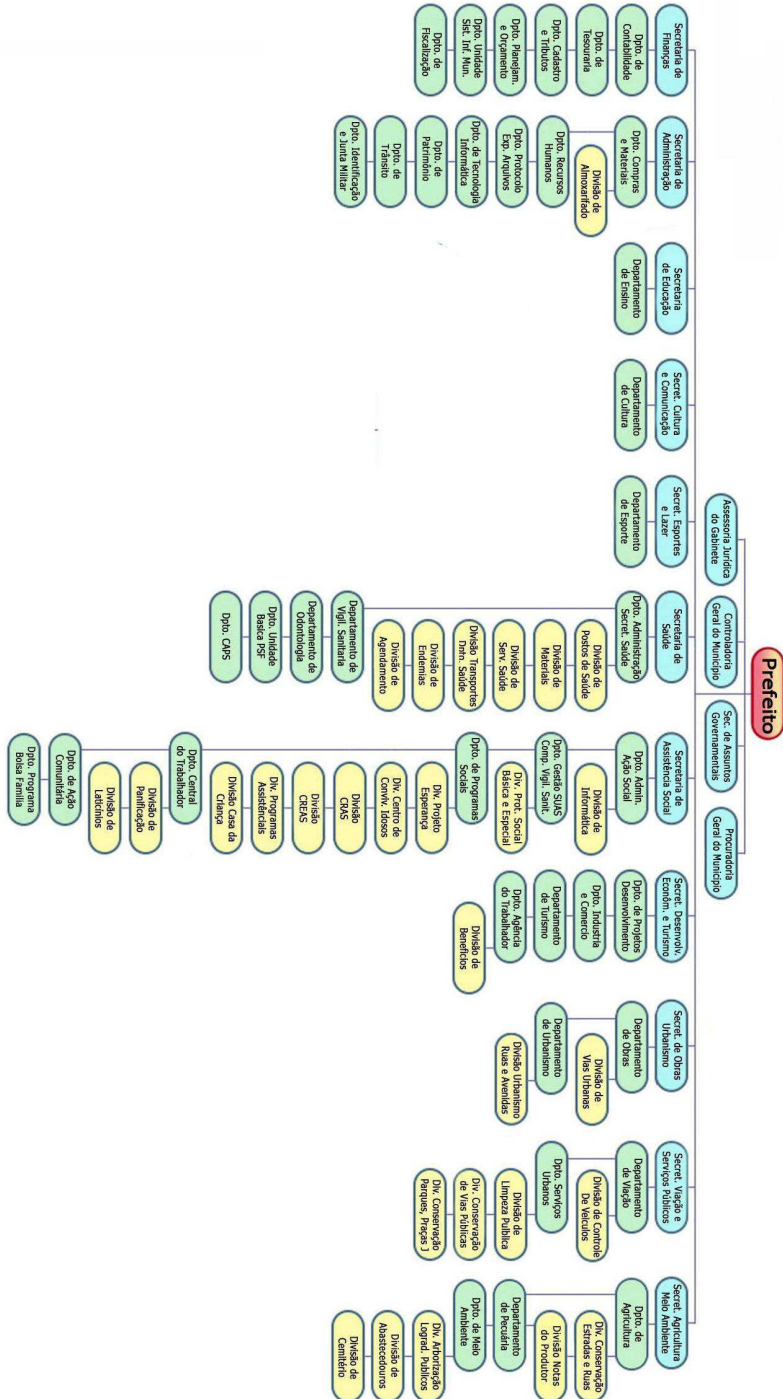 Prefeito
Assessoria Jurídica
do Gabinete
Controladoria
Geral do Município
Sec. de Assuntos
Governamentais
Procuradoria
Geral do Município
Secretaria de
Finanças
Dpto. de
Contabilidade
Dpto. de
Tesouraria
Dpto. Cadastro
e Tributos
Dpto. Planejam.
e Orçamento
Dpto. Unidade
Sist. Inf. Mun.
Dpto. de
Fiscalização
Secretaria de
Administração
Dpto. Compras
e Materiais
Divisão de
Almoxarifado
Dpto. Recursos
Humanos
Dpto. Protocolo
Exp. Arquivos
Dpto. de Tecnologia
Informática
Dpto. de
Patrimônio
Dpto. de
Trânsito
Dpto. Identificação
e Junta Militar
Secretaria
de Educação
Departamento
de Ensino
Secret. Cultura
e Comunicação
Departamento
de Cultura
Secret. Esportes
e Lazer
Departamento
de Esporte
Secretaria de
Saúde
Dpto. Administração
Secret. Saúde
Divisão de
Postos de Saúde
Divisão de
Materiais
Divisão de
Serv. Saúde
Divisão Transportes
Saúde
Divisão de
Endemias
Divisão de
Agendamento
Departamento de
Vigil. Sanitaria
Departamento de
Odontologia
Dpto. Unidade
Basica PSF
Dpto. CAPS
Secretaria de
Assistência Social
Dpto. Admin.
Ação Social
Divisão de
Informática
Dpto. Gestão SUAS
Comp. Vigil. Sanit.
Div. Prot. Social
Básica e Especial
Dpto. de Programas
Sociais
Div. Projeto
Esperança
Div. Centro de
Conviv. Idosos
Divisão
CRAS
Divisão
CREAS
Div. Programas
Assistênciais
Divisão Casa da
Criança
Dpto. Central
do Trabalhador
Divisão de
Panificação
Divisão de
Laticínios
Dpto. de Ação
Comunitária
Dpto. Programa
Bolsa Familia
Secret. Desenvolv.
Econôm. e Turismo
Dpto. de Projetos
Desenvolvimento
Dpto. Industria
e Comercio
Departamento
de Turismo
Dpto. Agência
do Trabalhador
Divisão de
Benefícios
Secret. de Obras
Urbanismo
Departamento
de Obras
Divisão de
Vias Urbanas
Departamento
de Urbanismo
Divisão Urbanismo
Ruas e Avenidas
Secret. Viação e
Serviços Públicos
Departamento
de Viação
Divisão de Controle
De Veiculos
Dpto. Serviços
Urbanos
Divisão de
Limpeza Pulblica
Div. Conservação
de Vias Públicas
Div. Conservação
Parques, Praças J
Secret. Agricultura
Meio Ambiente
Dpto. de
Agricultura
Div. Conservação
Estradas e Ruas
Divisão Notas
do Produtor
Departamento
de Pecuária
Dpto. de Meio
Ambiente
Div. Arborização
Lograd. Publicos
Divisão de
Abastecedouros
Divisão de
Cemitério